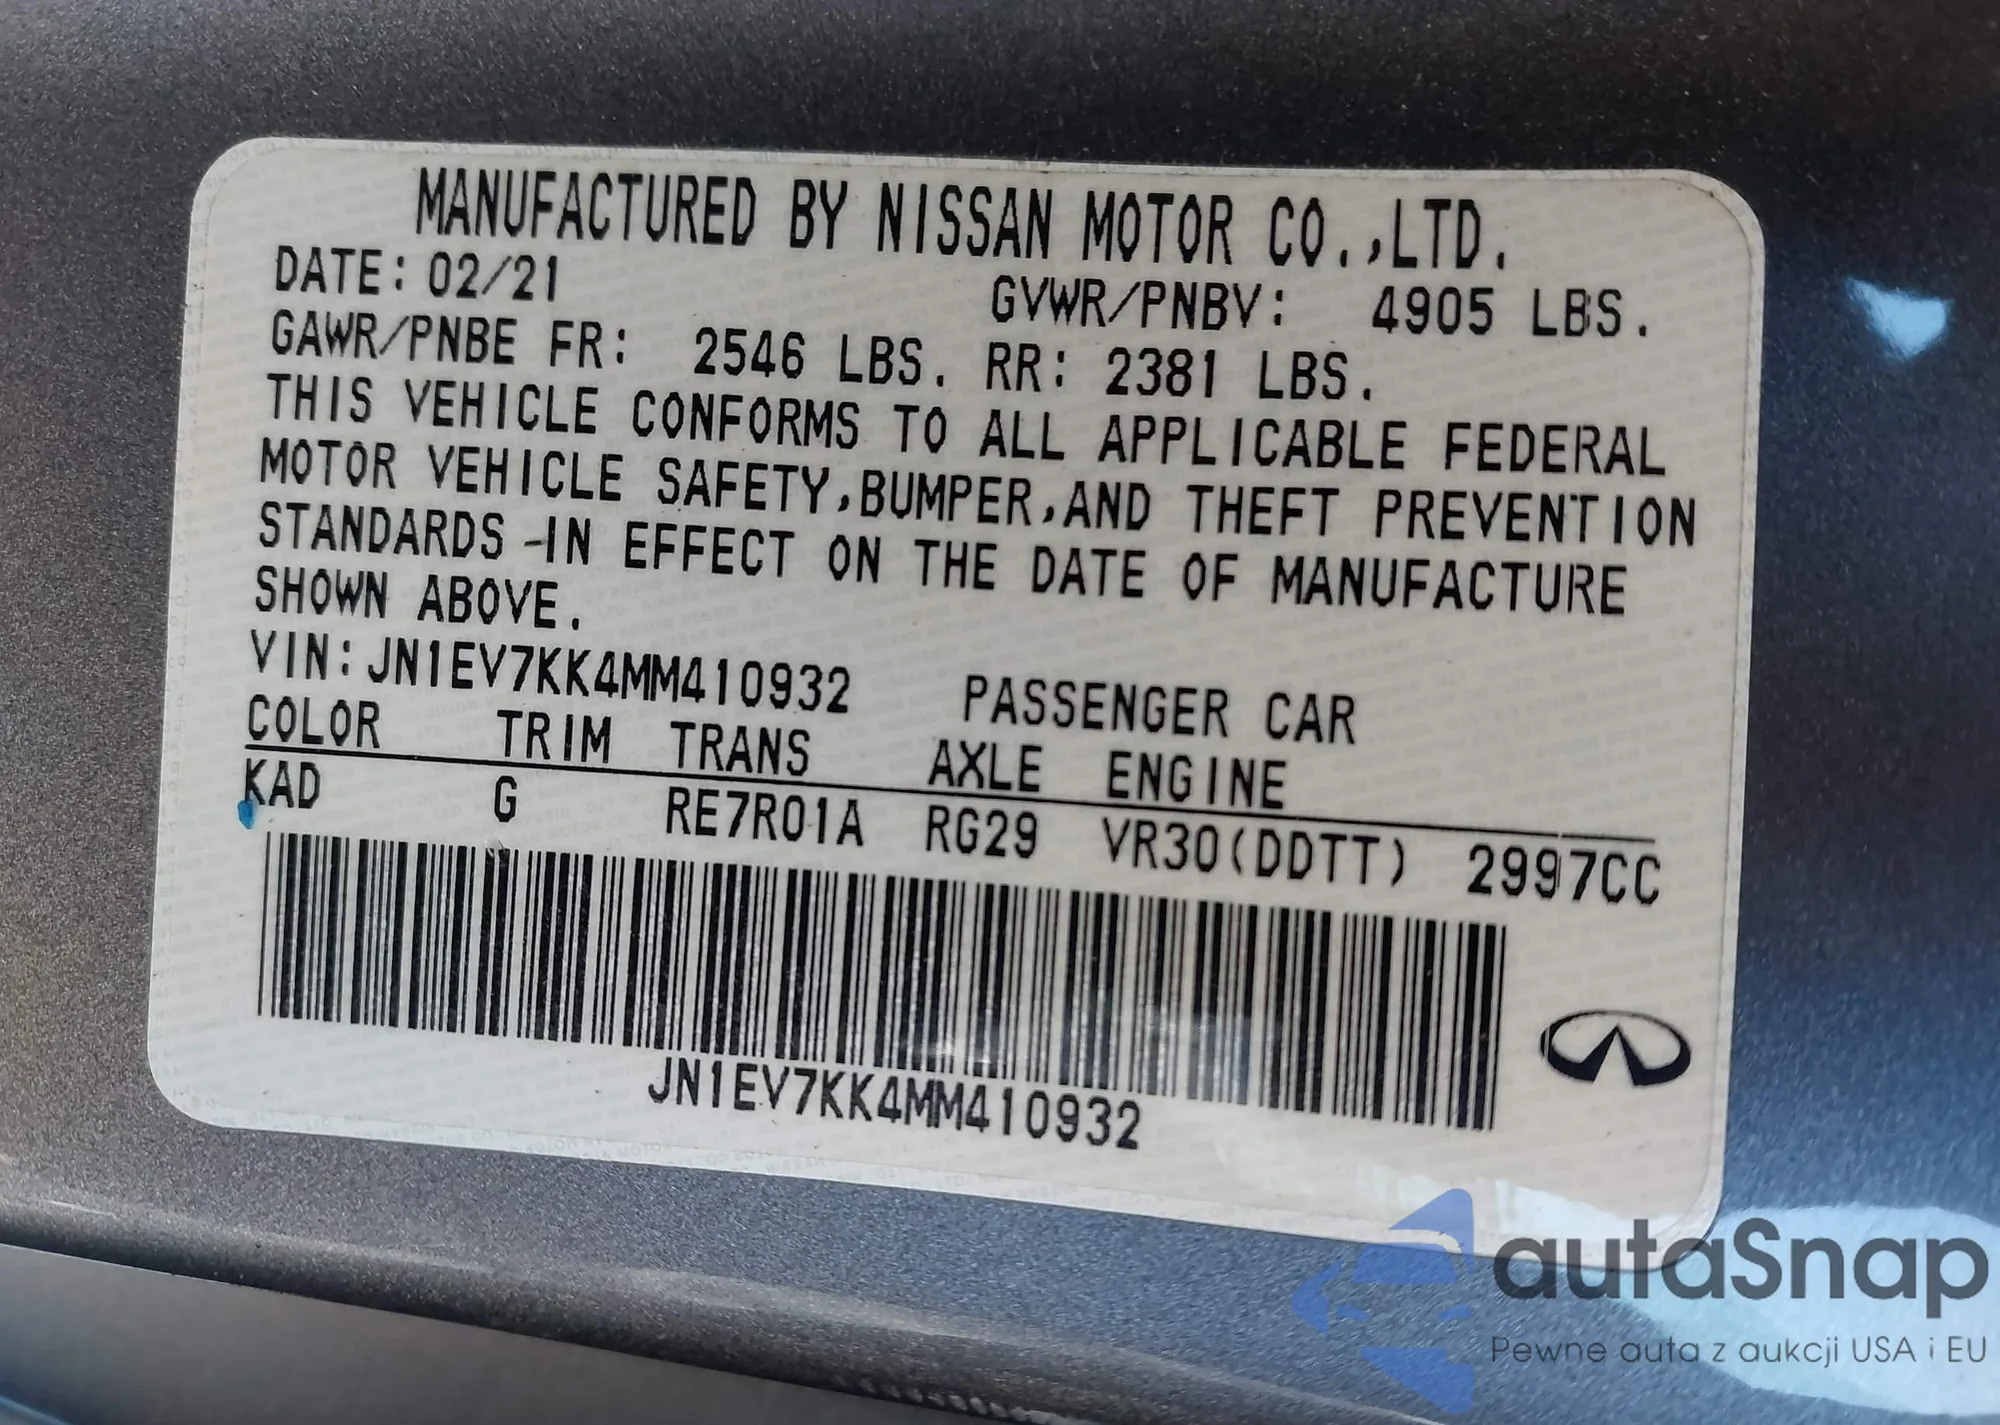 MANUFACTURED BY NISSAN MOTOR CO.,LTD.
DATE: 02/21
GVWR/PNBV: 4905 LBS.
GAWR/PNBE FR: 2546 LBS. RR: 2381 LBS.
THIS VEHICLE CONFORMS TO ALL APPLICABLE FEDERAL
MOTOR VEHICLE SAFETY,BUMPER,AND THEFT PREVENTION
STANDARDS IN EFFECT ON THE DATE OF MANUFACTURE
SHOWN ABOVE.
VIN:JN1EV7KK4MM410932 PASSENGER CAR
COLOR TRIM TRANS AXLE ENGINE
KAD G RE7R01A RG29 VR30(DDTT) 2997CC
JN1EV7KK4MM410932
autaSnap
Pewne auta z aukcji USA i EU